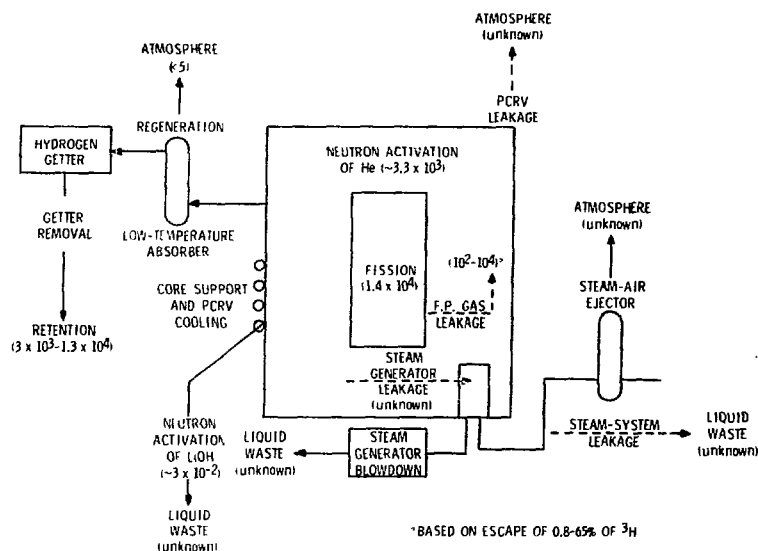 ATMOSPHERE
(unknown)
ATMOSPHERE
(<5)
PCRV
LEAKAGE
REGENERATION
HYDROGEN
GETTER
NEUTRON ACTIVATION
OF He (~3.3 x 10³)
GETTER
REMOVAL
LOW-TEMPERATURE
ABSORBER
ATMOSPHERE
(unknown)
FISSION
(1.4 x 10⁴)
(10²-10⁴)*
F.P. GAS
LEAKAGE
CORE SUPPORT
AND PCRV
COOLING
STEAM-AIR
EJECTOR
RETENTION
(3 x 10³-1.3 x 10⁴)
STEAM
GENERATOR
LEAKAGE
(unknown)
NEUTRON
ACTIVATION
OF LiOH
(~3 x 10⁻²)
LIQUID
WASTE
(unknown)
STEAM
GENERATOR
BLOWDOWN
STEAM-SYSTEM
LEAKAGE
LIQUID
WASTE
(unknown)
LIQUID
WASTE
(unknown)
*BASED ON ESCAPE OF 0.8-65% OF ³H